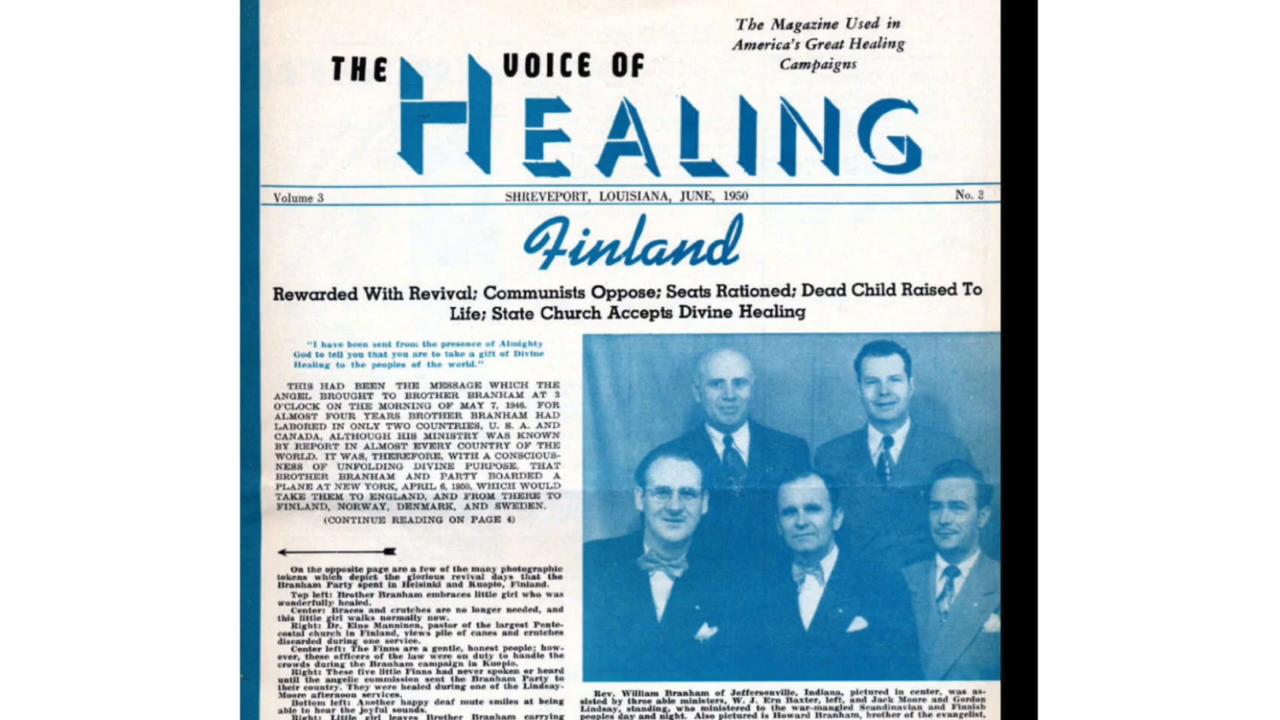 The Magazine Used in
America's Great Healing
Campaigns
THE VOICE OF
HEALING
Volume 3 SHREVEPORT, LOUISIANA, JUNE, 1950 No. 3
Finland
Rewarded With Revival; Communists Oppose; Seats Rationed; Dead Child Raised To
Life; State Church Accepts Divine Healing
"I have been sent from the presence of Almighty
God to tell you that you are to take a gift of Divine
Healing to the peoples of the world."
THIS HAD BEEN THE MESSAGE WHICH THE
ANGEL BROUGHT TO BROTHER BRANHAM AT 3
O'CLOCK ON THE MORNING OF MAY 7, 1946. FOR
ALMOST FOUR YEARS BROTHER BRANHAM HAD
LABORED IN ONLY TWO COUNTRIES, U. S. A. AND
CANADA, ALTHOUGH HIS MINISTRY WAS KNOWN
BY REPORT IN ALMOST EVERY COUNTRY OF THE
WORLD. IT WAS, THEREFORE, WITH A CONSCIOUS-
NESS OF UNFOLDING DIVINE PURPOSE, THAT
BROTHER BRANHAM AND PARTY BOARDED A
PLANE AT NEW YORK, APRIL 6, 1950, WHICH WOULD
TAKE THEM TO ENGLAND, AND FROM THERE TO
FINLAND, NORWAY, DENMARK, AND SWEDEN.
(CONTINUE READING ON PAGE 4)
On the opposite page are a few of the many photographic
tokens which depict the glorious revival days that the
Branham Party spent in Helsinki and Kuopio, Finland.
Top left: Brother Branham embraces little girl who was
wonderfully healed.
Center: Braces and crutches are no longer needed, and
this little girl walks normally now.
Right: Dr. Eino Manninen, pastor of the largest Pente-
costal church in Finland, views pile of canes and crutches
discarded during one service.
Center left: The Finns are a gentle, honest people; how-
ever, these officers of the law were on duty to handle the
crowds during the Branham campaign in Kuopio.
Right: These five little Finns had never spoken or heard
until the angelic commission sent the Branham Party to
their country. They were healed during one of the Lindsay-
Moore afternoon services.
Bottom left: Another happy deaf mute smiles at being
able to hear the joyful sounds.
Right: Little girl leaves Brother Branham carrying
Rev. William Branham of Jeffersonville, Indiana, pictured in center, was as-
sisted by three able ministers, W. J. Ern Baxter, left, and Jack Moore and Gordon
Lindsay, standing, who ministered to the war-mangled Scandinavian and Finnish
peoples day and night. Also pictured is Howard Branham, brother of the evangelist,